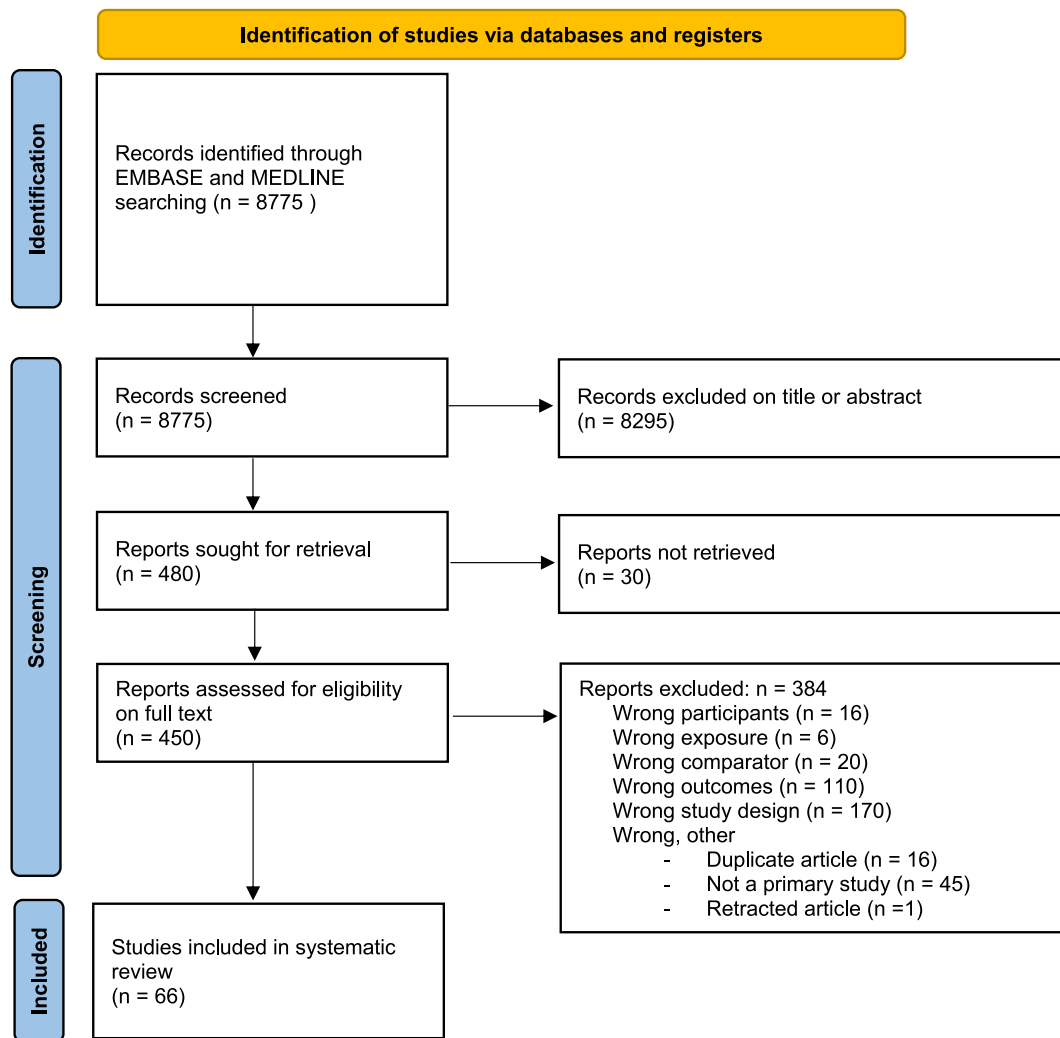 Identification of studies via databases and registers
Identification
Records identified through
EMBASE and MEDLINE
searching (n = 8775 )
Screening
Records screened
(n = 8775)
Records excluded on title or abstract
(n = 8295)
Reports sought for retrieval
(n = 480)
Reports not retrieved
(n = 30)
Reports assessed for eligibility
on full text
(n = 450)
Reports excluded: n = 384
Wrong participants (n = 16)
Wrong exposure (n = 6)
Wrong comparator (n = 20)
Wrong outcomes (n = 110)
Wrong study design (n = 170)
Wrong, other
- Duplicate article (n = 16)
- Not a primary study (n = 45)
- Retracted article (n =1)
Included
Studies included in systematic
review
(n = 66)